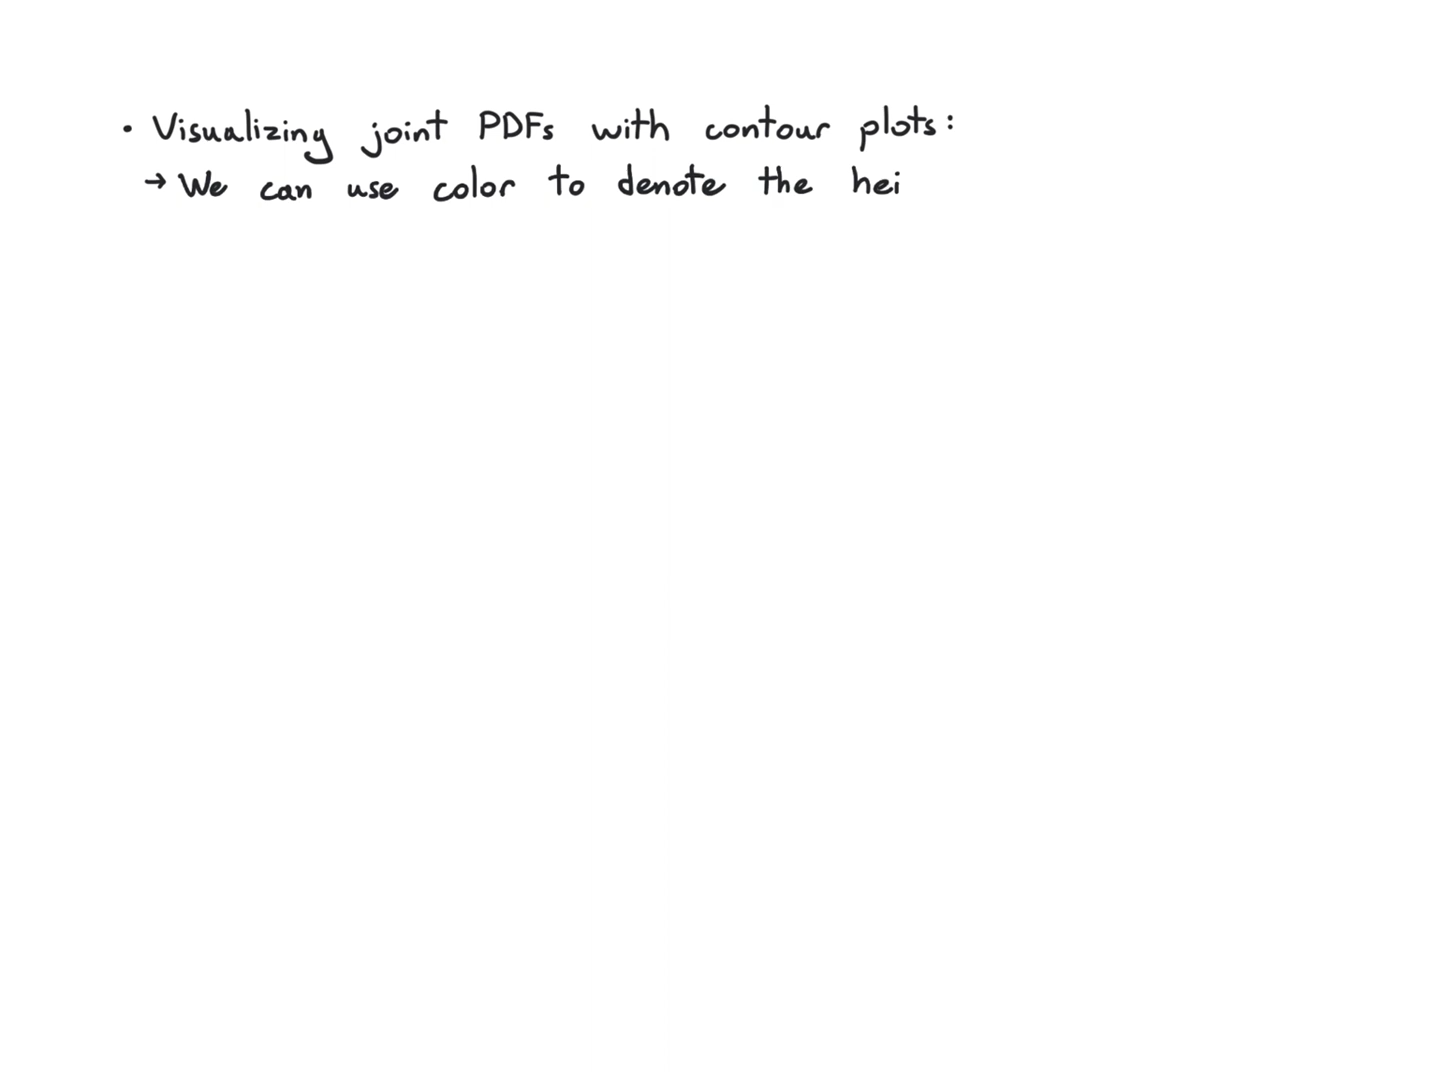 • Visualizing joint PDFs with contour plots:
→ We can use color to denote the hei